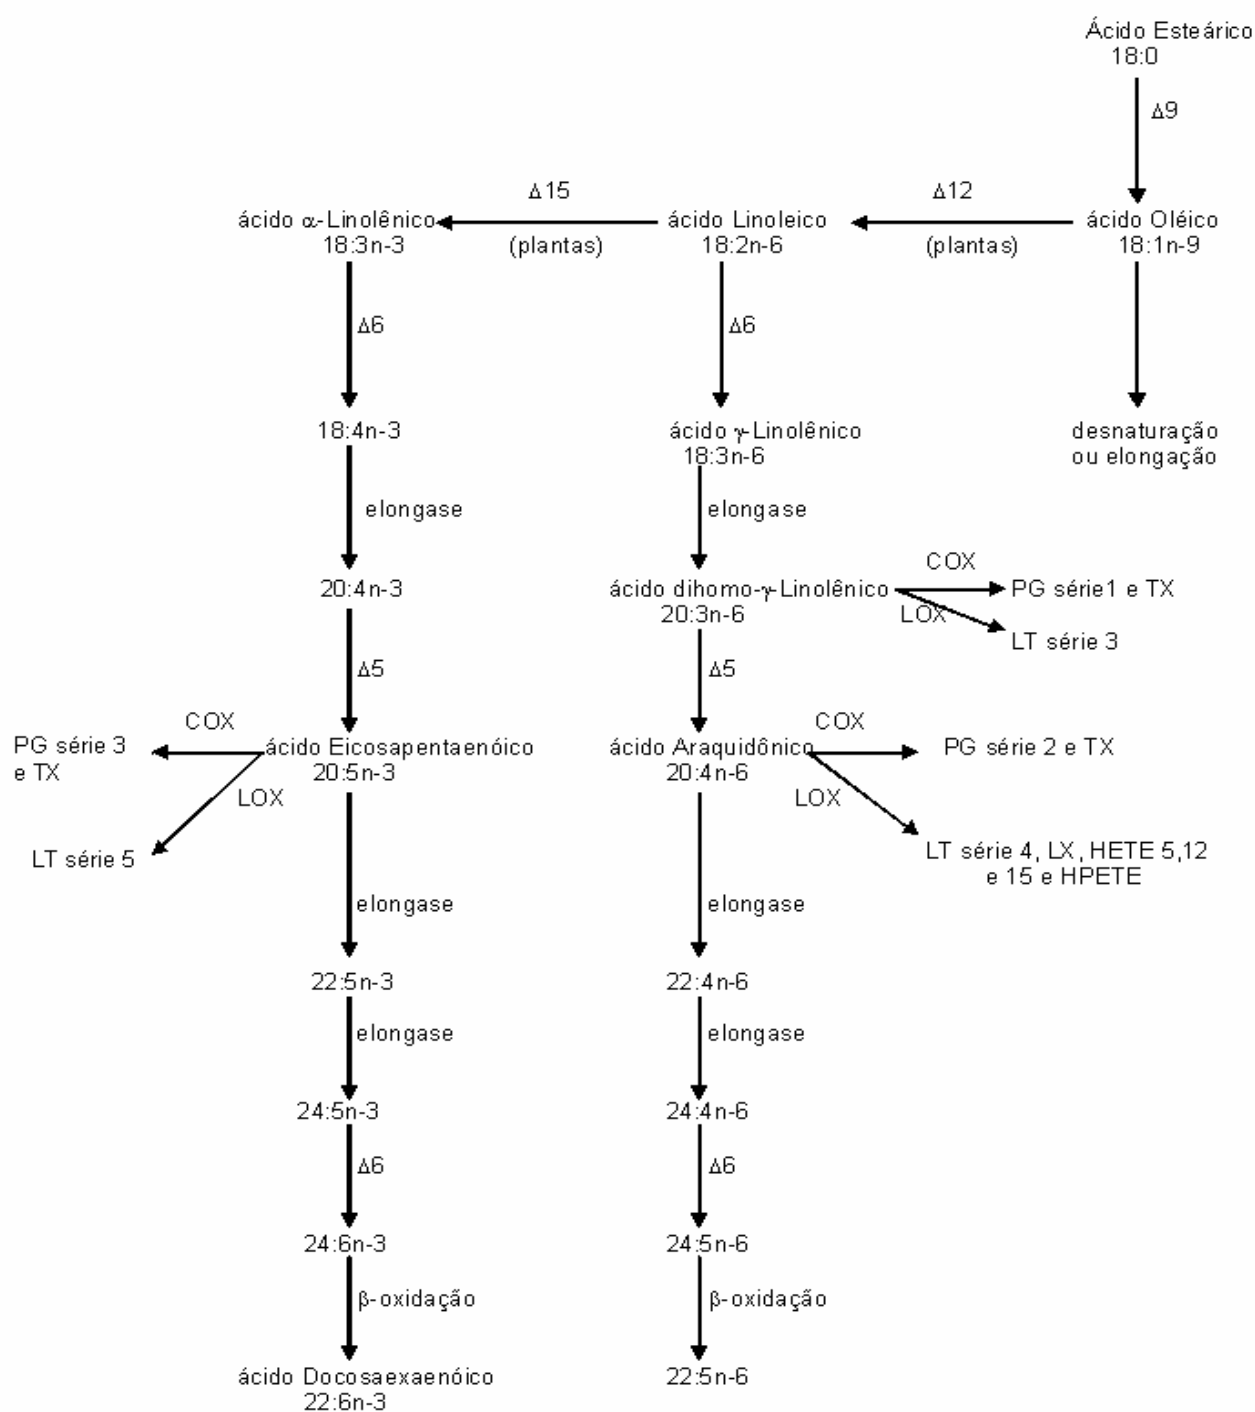 Ácido Esteárico
18:0
Δ9
Δ15
Δ12
ácido α-Linolênico
18:3n-3
(plantas)
ácido Linoleico
18:2n-6
(plantas)
ácido Oléico
18:1n-9
Δ6
Δ6
18:4n-3
ácido γ-Linolênico
18:3n-6
desnaturação
ou elongação
elongase
elongase
20:4n-3
ácido dihomo-γ-Linolênico
20:3n-6
COX
PG série1 e TX
LOX
LT série 3
Δ5
Δ5
COX
PG série 3
e TX
LOX
LT série 5
ácido Eicosapentaenóico
20:5n-3
ácido Araquidônico
20:4n-6
COX
PG série 2 e TX
LOX
LT série 4, LX, HETE 5,12
e 15 e HPETE
elongase
elongase
22:5n-3
22:4n-6
elongase
elongase
24:5n-3
24:4n-6
Δ6
Δ6
24:6n-3
24:5n-6
β-oxidação
β-oxidação
ácido Docosaexaenóico
22:6n-3
22:5n-6